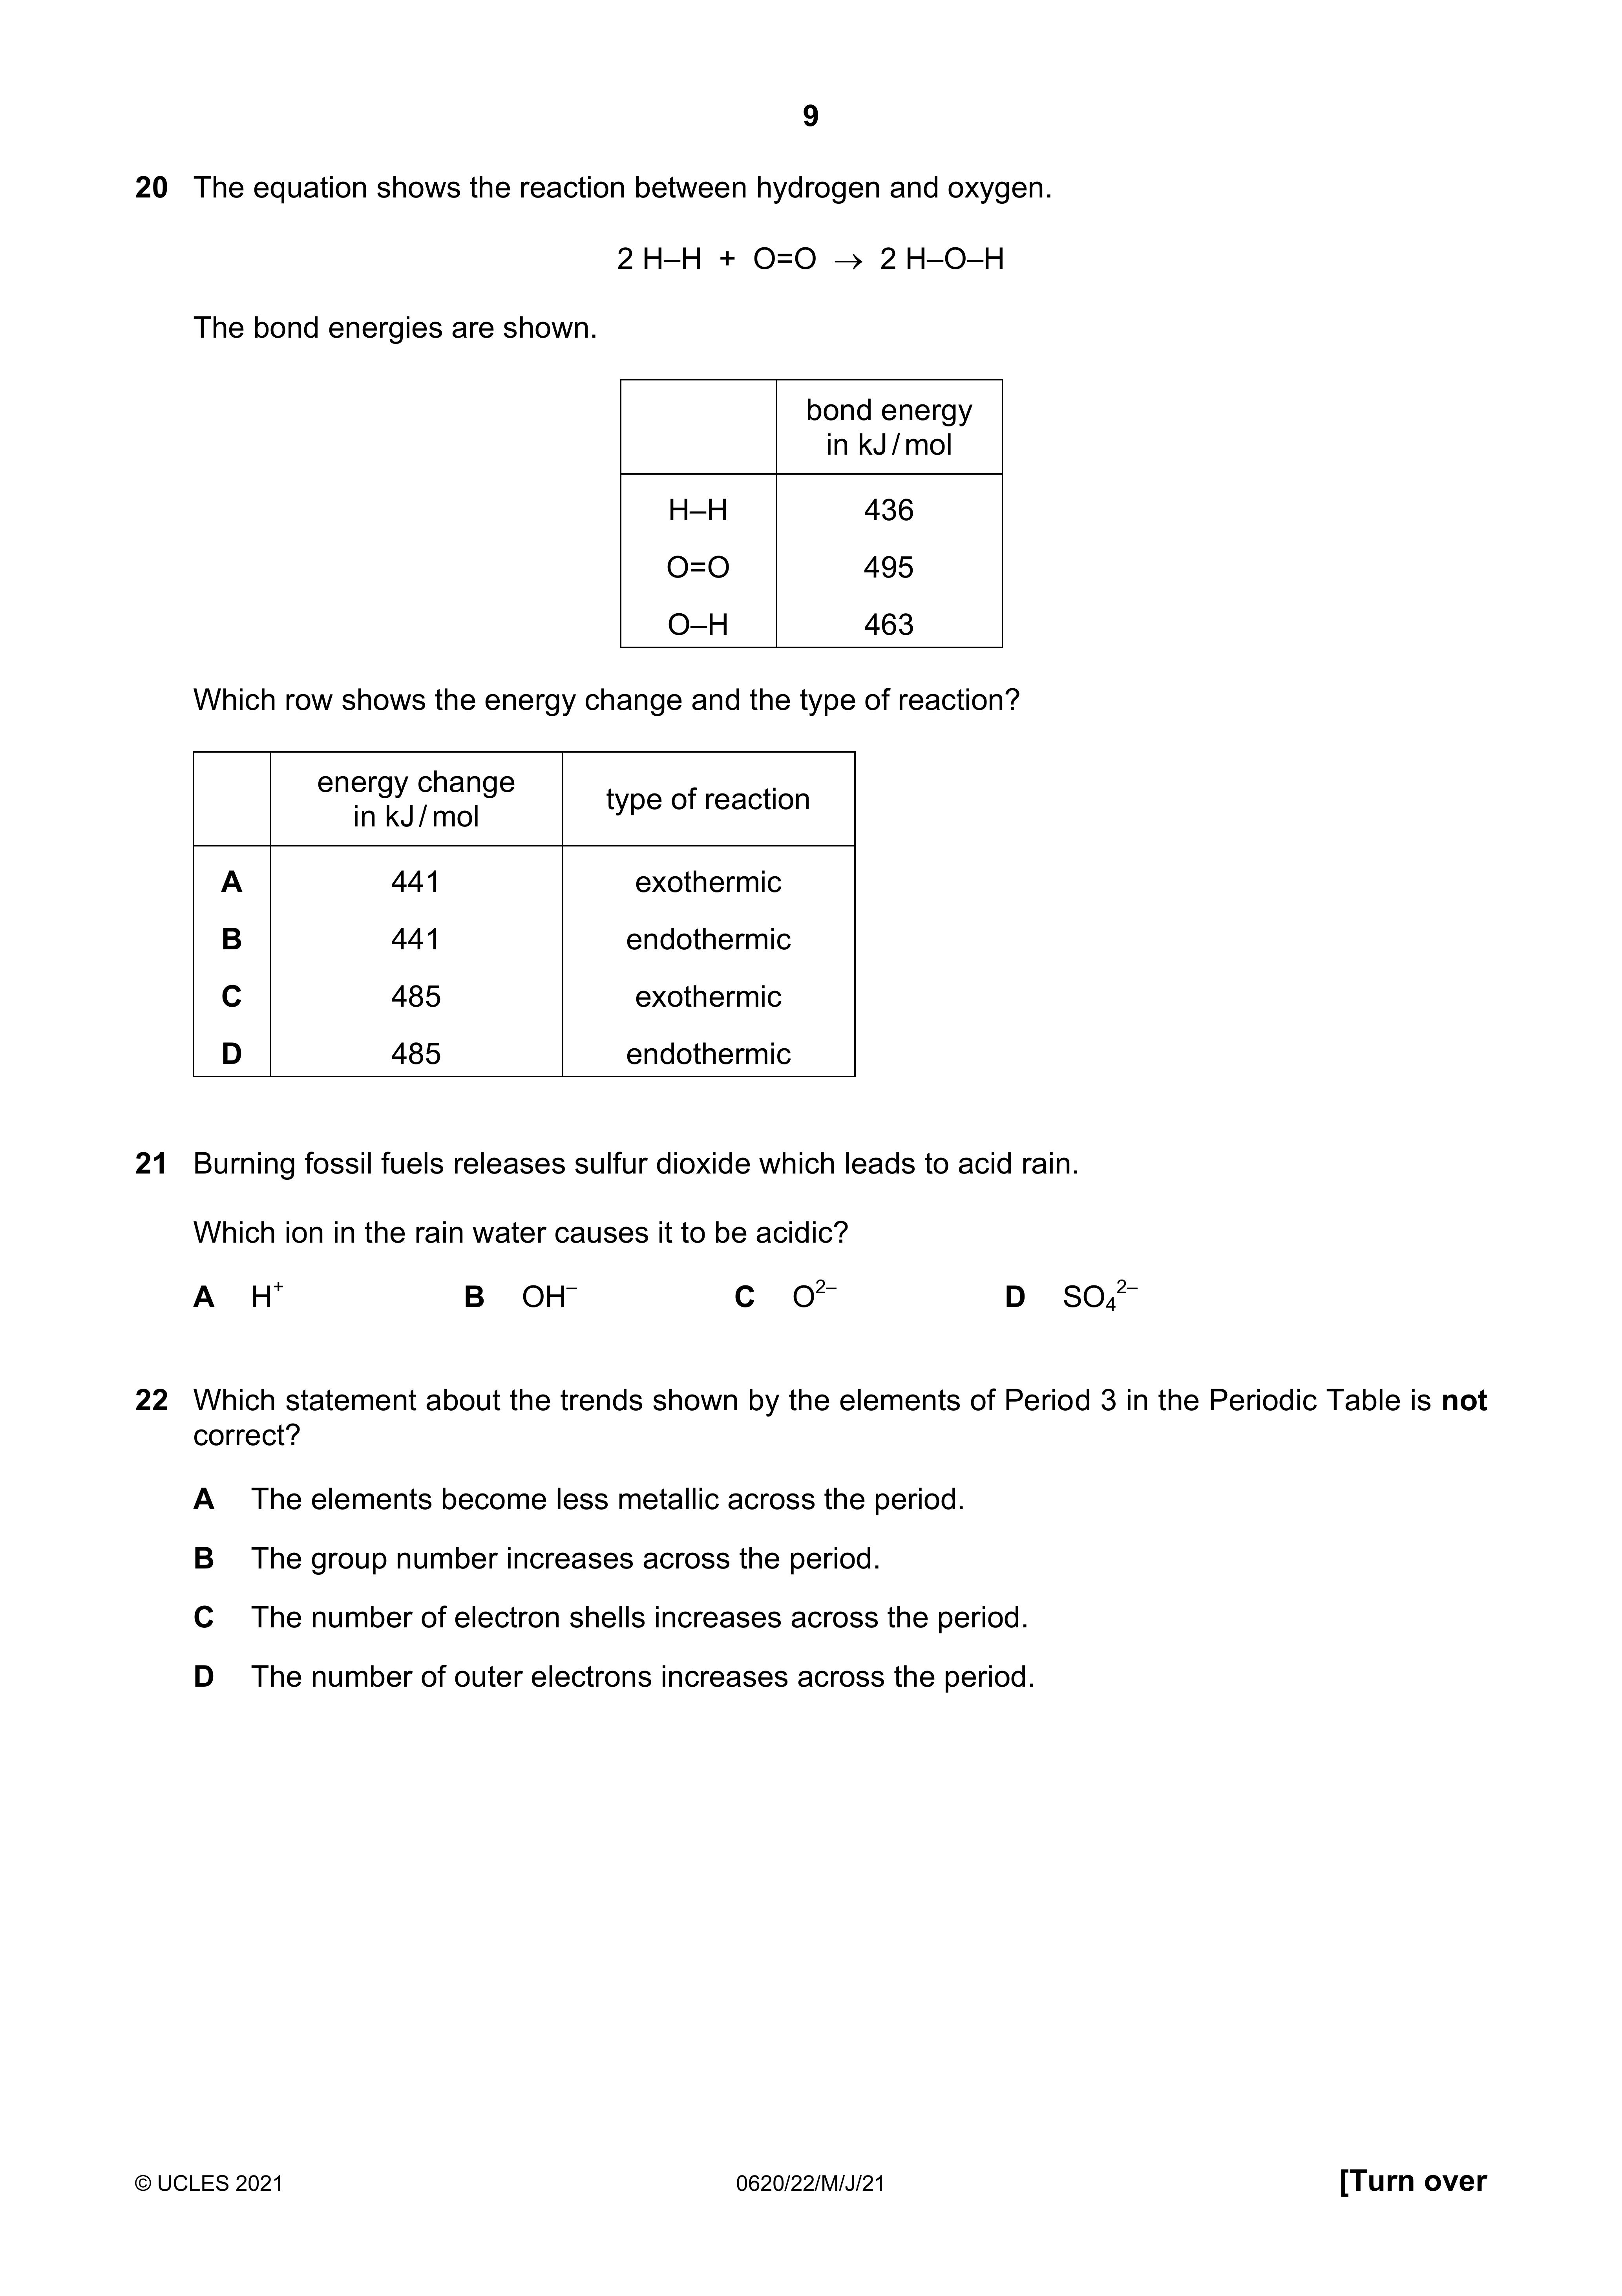 9
20 The equation shows the reaction between hydrogen and oxygen.
2 H–H + O=O → 2 H–O–H
The bond energies are shown.
bond energy
in kJ / mol
H–H 436
O=O 495
O–H 463
Which row shows the energy change and the type of reaction?
energy change
in kJ / mol
type of reaction
A 441 exothermic
B 441 endothermic
C 485 exothermic
D 485 endothermic
21 Burning fossil fuels releases sulfur dioxide which leads to acid rain.
Which ion in the rain water causes it to be acidic?
A H⁺ B OH⁻ C O²⁻ D SO₄²⁻
22 Which statement about the trends shown by the elements of Period 3 in the Periodic Table is not
correct?
A The elements become less metallic across the period.
B The group number increases across the period.
C The number of electron shells increases across the period.
D The number of outer electrons increases across the period.
© UCLES 2021 0620/22/M/J/21 [Turn over